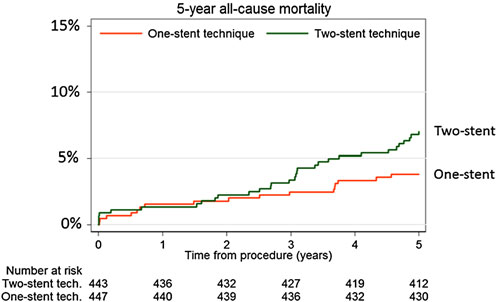 5-year all-cause mortality
15%
One-stent technique Two-stent technique
10%
Two-stent
5%
One-stent
0%
0 1 2 3 4 5
Time from procedure (years)
Number at risk
Two-stent tech. 443 436 432 427 419 412
One-stent tech. 447 440 439 436 432 430